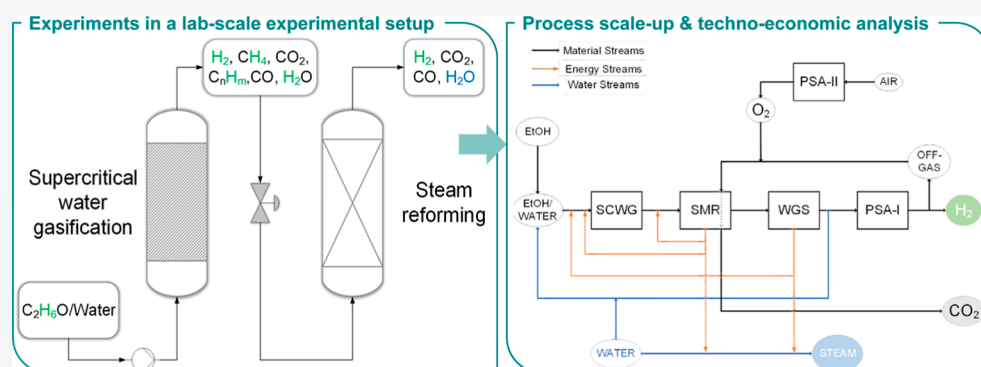 Experiments in a lab-scale experimental setup
H₂, CH₄, CO₂,
CₙHₘ,CO, H₂O
H₂, CO₂,
CO, H₂O
Supercritical
water
gasification
Steam
reforming
C₂H₆O/Water
Process scale-up & techno-economic analysis
Material Streams
Energy Streams
Water Streams
PSA-II
AIR
O₂
EtOH
OFF-
GAS
EtOH/
WATER
SCWG
SMR
WGS
PSA-I
H₂
CO₂
WATER
STEAM